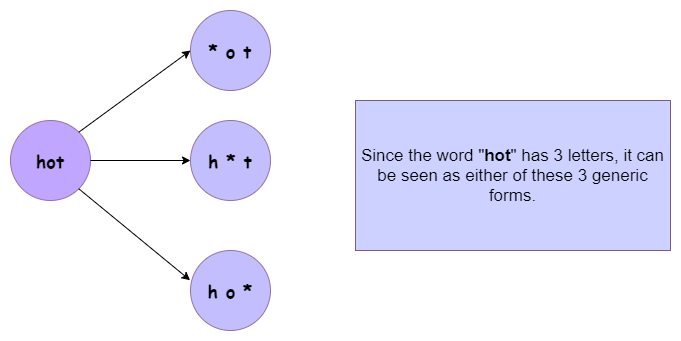 * o t
hot
h * t
h o *
Since the word "hot" has 3 letters, it can
be seen as either of these 3 generic
forms.